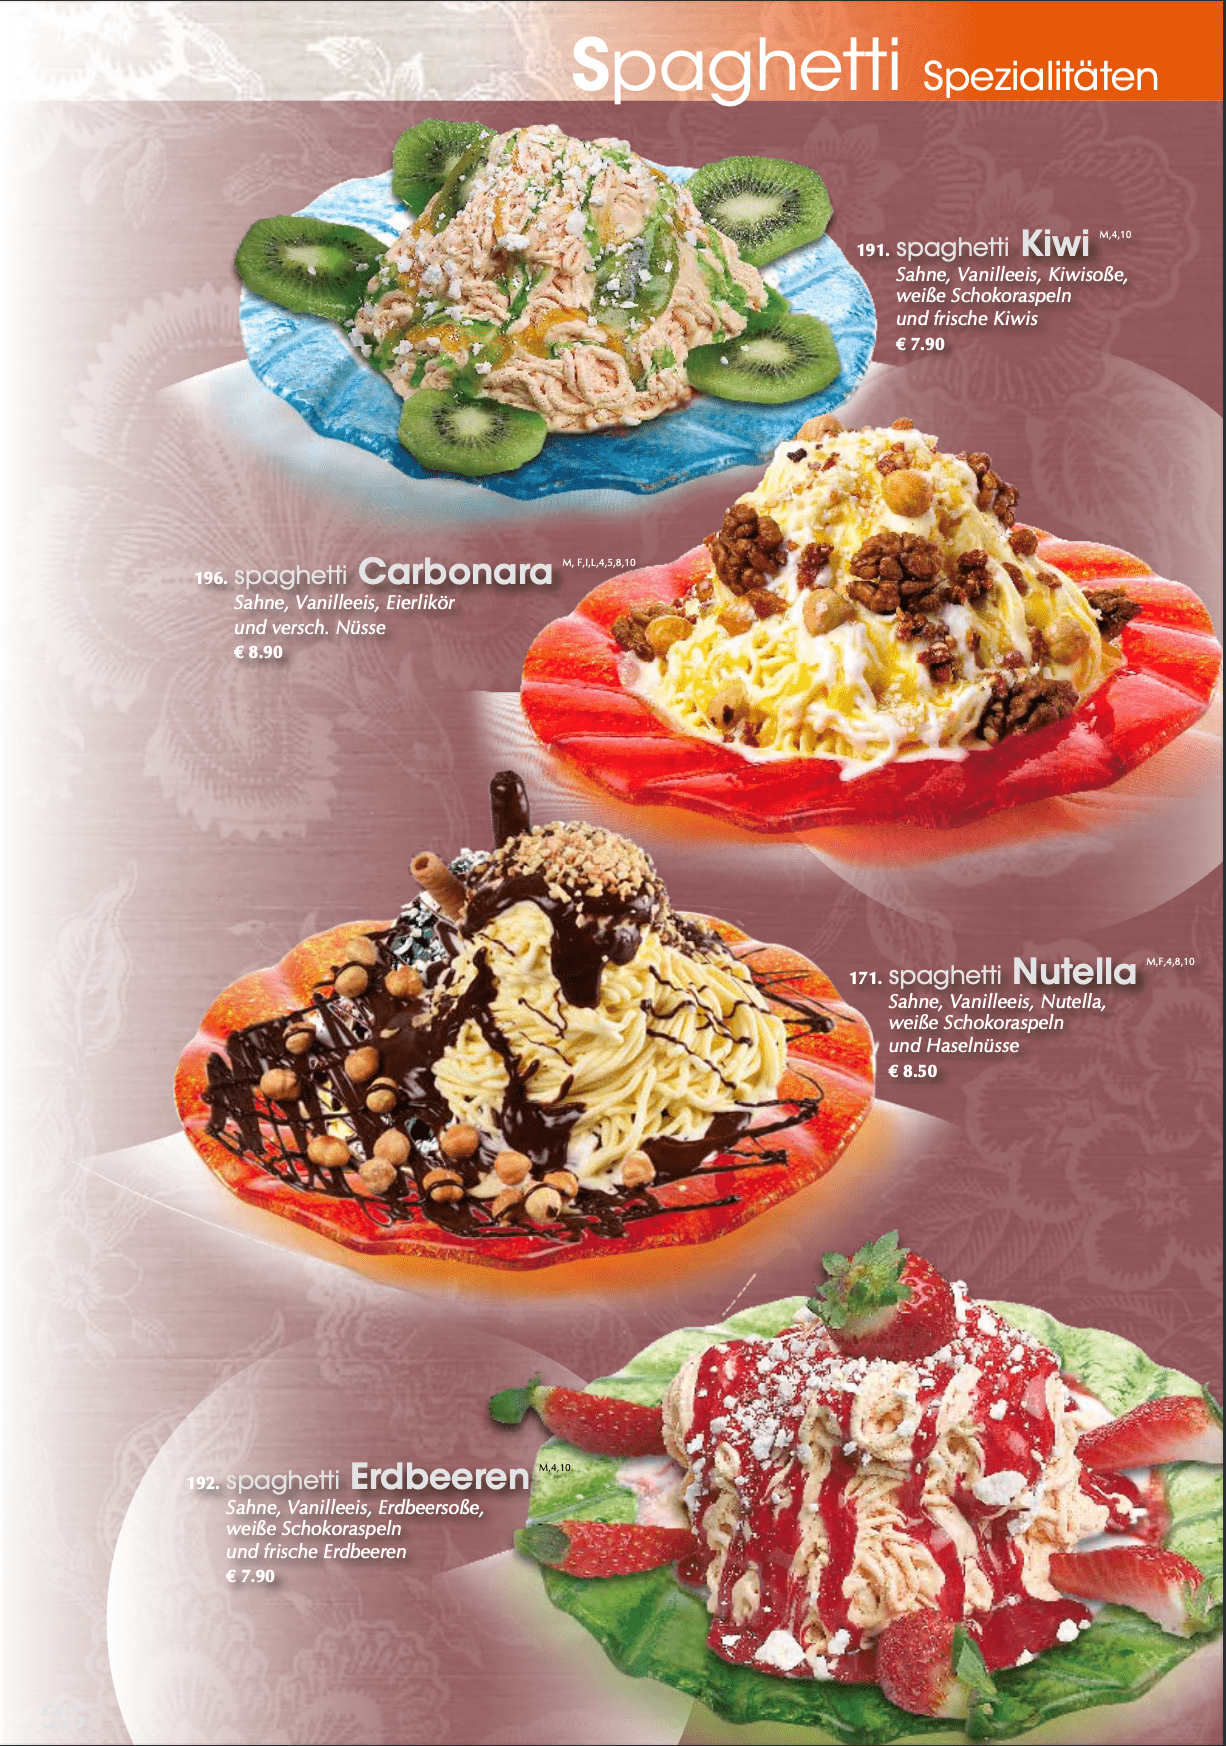 Spaghetti Spezialitäten
191. spaghetti Kiwi M,4,10
Sahne, Vanilleeis, Kiwisoße,
weiße Schokoraspeln
und frische Kiwis
€ 7.90
196. spaghetti Carbonara M, F,I,L,4,5,8,10
Sahne, Vanilleeis, Eierlikör
und versch. Nüsse
€ 8.90
171. spaghetti Nutella M,F,4,8,10
Sahne, Vanilleeis, Nutella,
weiße Schokoraspeln
und Haselnüsse
€ 8.50
192. spaghetti Erdbeeren M,4,10
Sahne, Vanilleeis, Erdbeersoße,
weiße Schokoraspeln
und frische Erdbeeren
€ 7.90